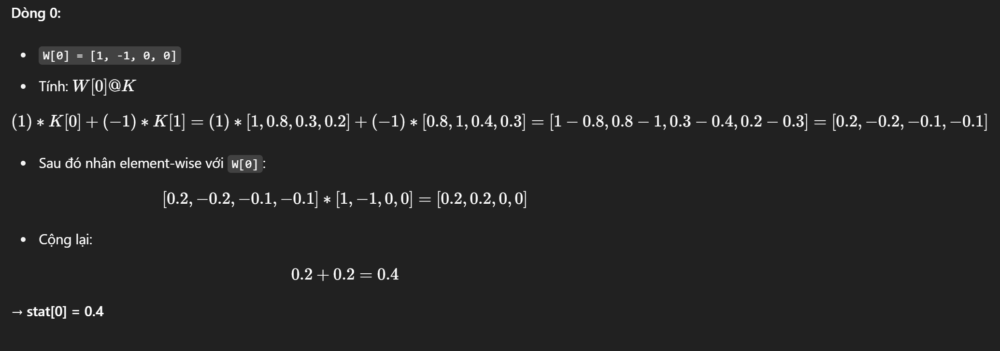 Dòng 0:
• W[0] = [1, -1, 0, 0]
• Tính: W[0]@K
(1) ∗ K[0] + (−1) ∗ K[1] = (1) ∗ [1, 0.8, 0.3, 0.2] + (−1) ∗ [0.8, 1, 0.4, 0.3] = [1 − 0.8, 0.8 − 1, 0.3 − 0.4, 0.2 − 0.3] = [0.2, −0.2, −0.1, −0.1]
• Sau đó nhân element-wise với W[0]:
[0.2, −0.2, −0.1, −0.1] ∗ [1, −1, 0, 0] = [0.2, 0.2, 0, 0]
• Cộng lại:
0.2 + 0.2 = 0.4
→ stat[0] = 0.4